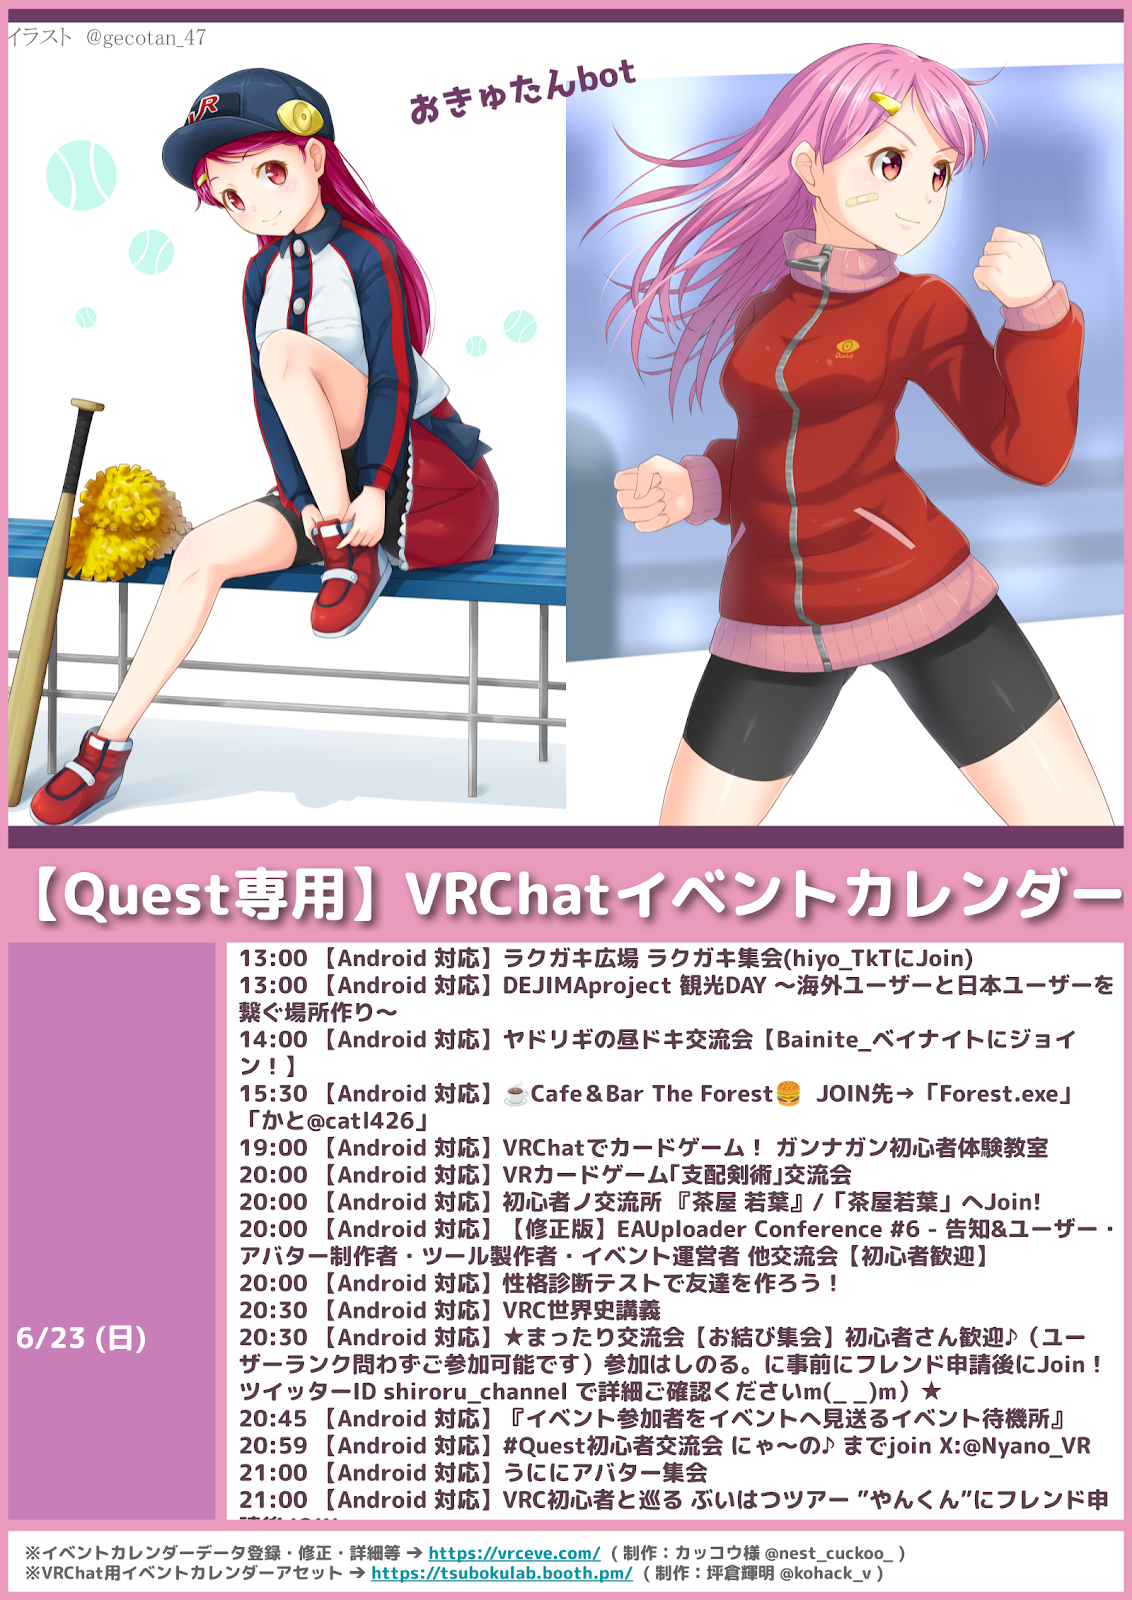 イラスト @gecotan_47
おきゅたんbot
VR
Quest
【Quest専用】VRChatイベントカレンダー
6/23 (日)
13:00 【Android 対応】ラクガキ広場 ラクガキ集会(hiyo_TkTにJoin)
13:00 【Android 対応】DEJIMAproject 観光DAY ～海外ユーザーと日本ユーザーを
繋ぐ場所作り～
14:00 【Android 対応】ヤドリギの昼ドキ交流会【Bainite_ベイナイトにジョイ
ン！】
15:30 【Android 対応】☕Cafe＆Bar The Forest🍔 JOIN先→「Forest.exe」
「かと@catl426」
19:00 【Android 対応】VRChatでカードゲーム！ ガンナガン初心者体験教室
20:00 【Android 対応】VRカードゲーム｢支配剣術｣交流会
20:00 【Android 対応】初心者ノ交流所 『茶屋 若葉』/「茶屋若葉」へJoin!
20:00 【Android 対応】【修正版】EAUploader Conference #6 - 告知&ユーザー・
アバター制作者・ツール製作者・イベント運営者 他交流会【初心者歓迎】
20:00 【Android 対応】性格診断テストで友達を作ろう！
20:30 【Android 対応】VRC世界史講義
20:30 【Android 対応】★まったり交流会【お結び集会】初心者さん歓迎♪（ユー
ザーランク問わずご参加可能です）参加はしのる。に事前にフレンド申請後にJoin！
ツイッターID shiroru_channel で詳細ご確認くださいm(_ _)m）★
20:45 【Android 対応】『イベント参加者をイベントへ見送るイベント待機所』
20:59 【Android 対応】#Quest初心者交流会 にゃ～の♪ までjoin X:@Nyano_VR
21:00 【Android 対応】うににアバター集会
21:00 【Android 対応】VRC初心者と巡る ぶいはつツアー ”やんくん”にフレンド申
※イベントカレンダーデータ登録・修正・詳細等 ➔ https://vrceve.com/ ( 制作：カッコウ様 @nest_cuckoo_ )
※VRChat用イベントカレンダーアセット ➔ https://tsubokulab.booth.pm/ ( 制作：坪倉輝明 @kohack_v )